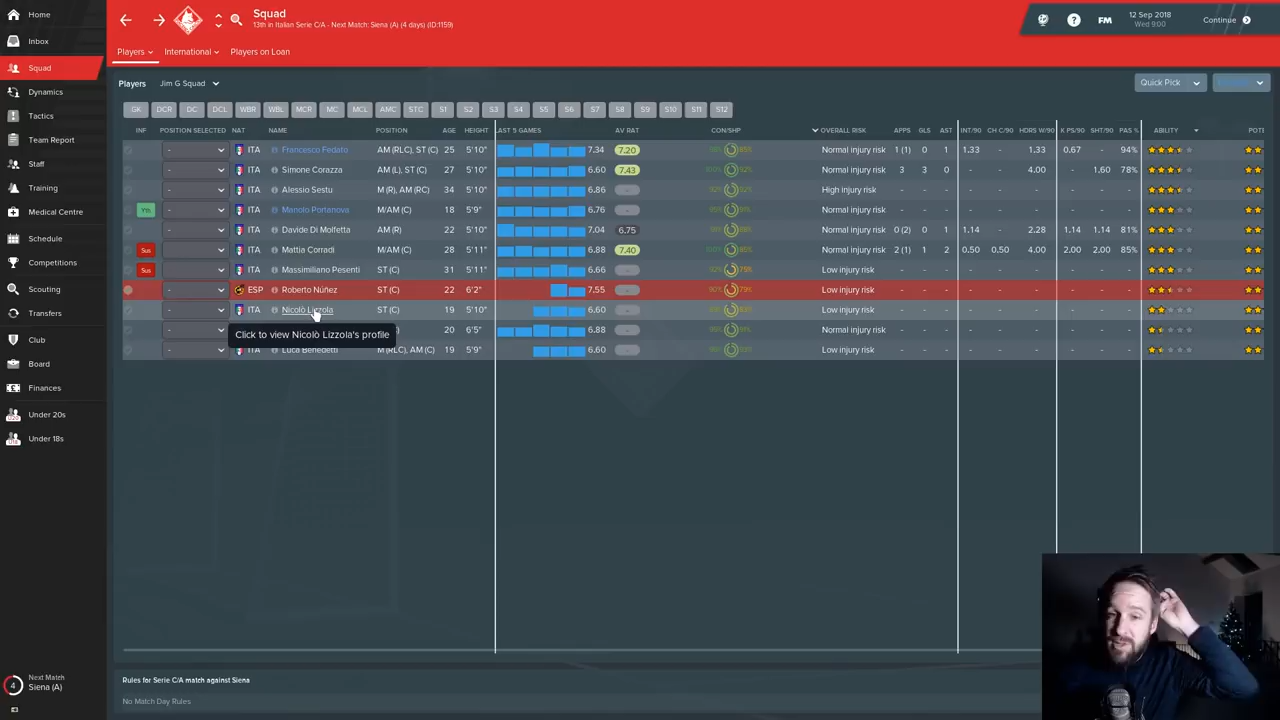 Home
Inbox
Squad
Dynamics
Tactics
Team Report
Staff
Training
Medical Centre
Schedule
Competitions
Scouting
Transfers
Club
Board
Finances
Under 20s
Under 18s
4
Next Match
Siena (A)
Squad
13th in Italian Serie C/A - Next Match: Siena (A) (4 days) (ID:1159)
FM
12 Sep 2018
Wed 9:00
Continue
Players International Players on Loan
Players Jim G Squad Quick Pick
GK DCR DC DCL WBR WBL MCR MC MCL AMC STC S1 S2 S3 S4 S5 S6 S7 S8 S9 S10 S11 S12
INF POSITION SELECTED NAT NAME POSITION AGE HEIGHT LAST 5 GAMES AV RAT CON/SHP OVERALL RISK APPS GLS AST INT/90 CH C/90 HDRS W/90 K PS/90 SHT/90 PAS % ABILITY POTE
- ITA Francesco Fedato AM (RLC), ST (C) 25 5'10" 7.34 7.20 Normal injury risk 1 (1) 0 1 1.33 - 1.33 0.67 - 94%
- ITA Simone Corazza AM (L), ST (C) 27 5'10" 6.60 7.43 Normal injury risk 3 3 0 - - 4.00 - 1.60 78%
- ITA Alessio Sestu M (R), AM (RC) 34 5'10" 6.86 - High injury risk - - - - - - - - -
Yth - ITA Manolo Portanova M/AM (C) 18 5'9" 6.76 - Normal injury risk - - - - - - - - -
- ITA Davide Di Molfetta AM (R) 22 5'10" 7.04 6.75 Normal injury risk 0 (2) 0 1 1.14 - 2.28 1.14 1.14 81%
Sus - ITA Mattia Corradi M/AM (C) 28 5'11" 6.88 7.40 Normal injury risk 2 (1) 1 2 0.50 0.50 4.00 2.00 2.00 85%
Sus - ITA Massimiliano Pesenti ST (C) 31 5'11" 6.66 - Low injury risk - - - - - - - - -
- ESP Roberto Núñez ST (C) 22 6'2" 7.55 - Low injury risk - - - - - - - - -
- ITA Nicolò Lizzola ST (C) 19 5'10" 6.60 - Low injury risk - - - - - - - - -
Click to view Nicolò Lizzola's profile
- 20 6'5" 6.88 - Normal injury risk - - - - - - - - -
- ITA Luca Benedetti M (RLC), AM (C) 19 5'9" 6.60 - Low injury risk - - - - - - - - -
Rules for Serie C/A match against Siena
No Match Day Rules